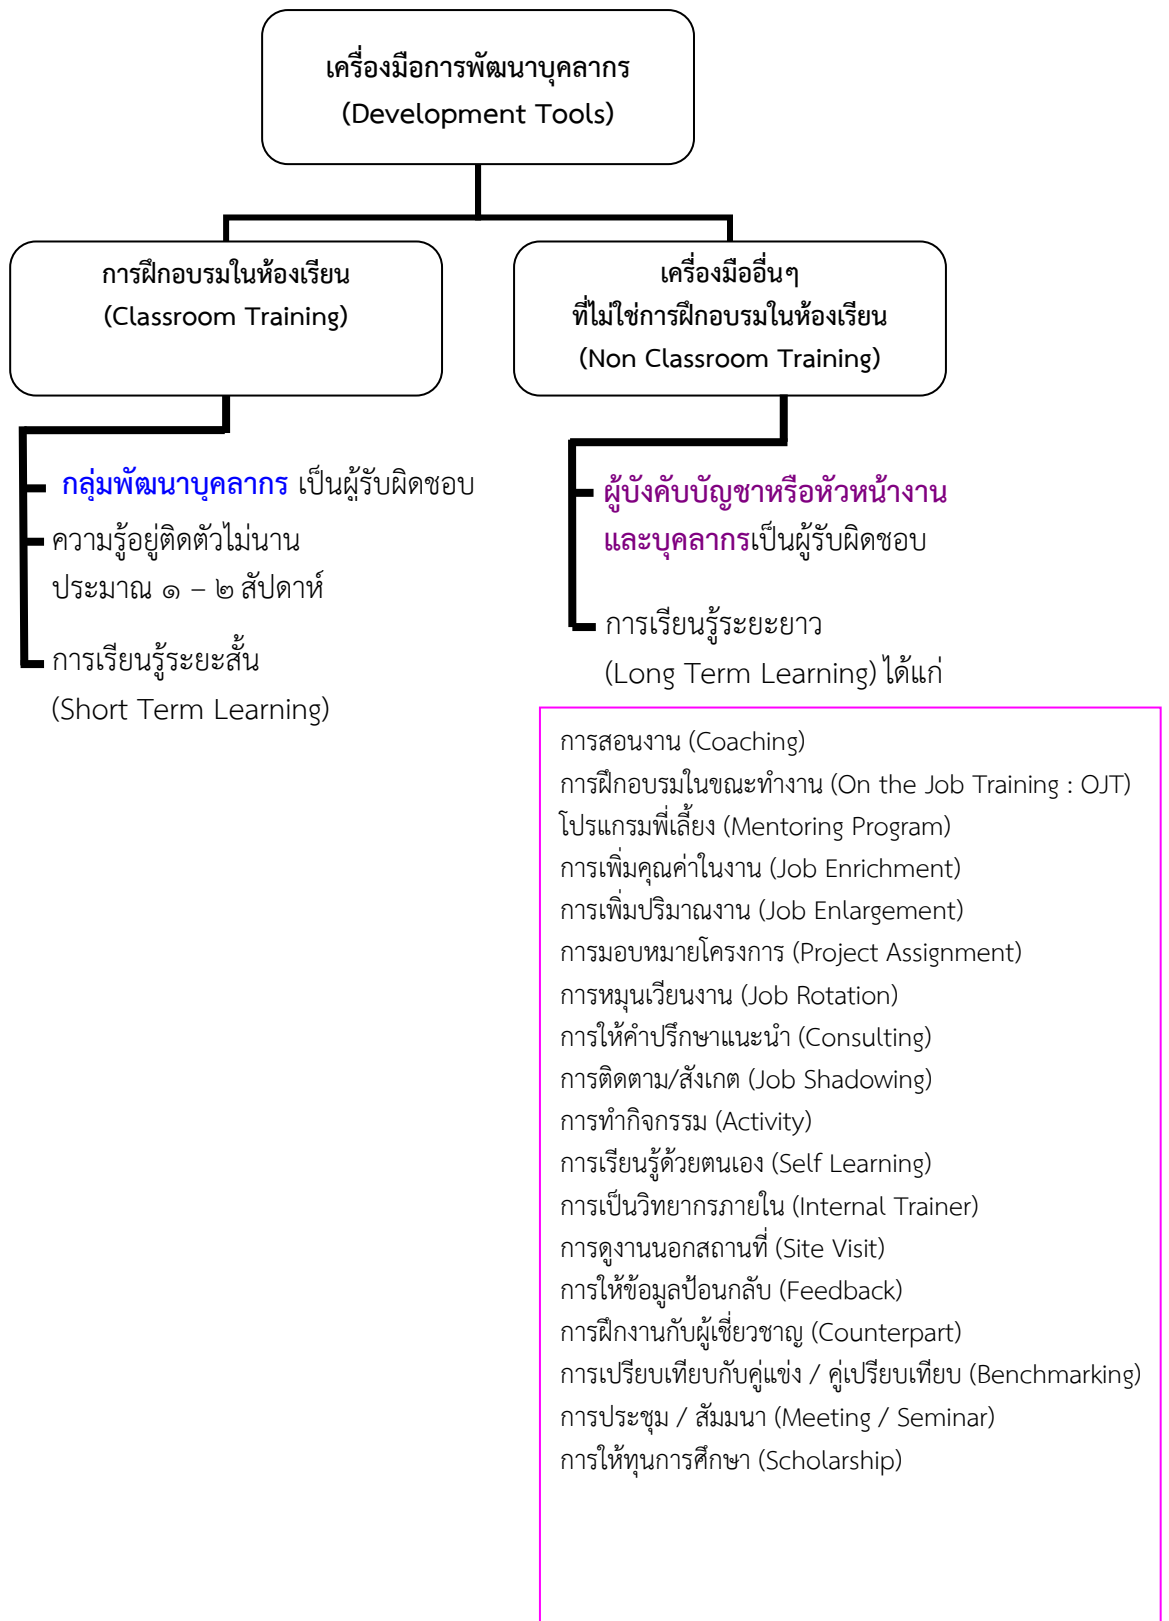 เครื่องมือการพัฒนาบุคลากร
(Development Tools)
การฝึกอบรมในห้องเรียน
(Classroom Training)
เครื่องมืออื่นๆ
ที่ไม่ใช่การฝึกอบรมในห้องเรียน
(Non Classroom Training)
กลุ่มพัฒนาบุคลากร เป็นผู้รับผิดชอบ
ความรู้อยู่ติดตัวไม่นาน
ประมาณ ๑ – ๒ สัปดาห์
การเรียนรู้ระยะสั้น
(Short Term Learning)
ผู้บังคับบัญชาหรือหัวหน้างาน
และบุคลากรเป็นผู้รับผิดชอบ
การเรียนรู้ระยะยาว
(Long Term Learning) ได้แก่
การสอนงาน (Coaching)
การฝึกอบรมในขณะทำงาน (On the Job Training : OJT)
โปรแกรมพี่เลี้ยง (Mentoring Program)
การเพิ่มคุณค่าในงาน (Job Enrichment)
การเพิ่มปริมาณงาน (Job Enlargement)
การมอบหมายโครงการ (Project Assignment)
การหมุนเวียนงาน (Job Rotation)
การให้คำปรึกษาแนะนำ (Consulting)
การติดตาม/สังเกต (Job Shadowing)
การทำกิจกรรม (Activity)
การเรียนรู้ด้วยตนเอง (Self Learning)
การเป็นวิทยากรภายใน (Internal Trainer)
การดูงานนอกสถานที่ (Site Visit)
การให้ข้อมูลป้อนกลับ (Feedback)
การฝึกงานกับผู้เชี่ยวชาญ (Counterpart)
การเปรียบเทียบกับคู่แข่ง / คู่เปรียบเทียบ (Benchmarking)
การประชุม / สัมมนา (Meeting / Seminar)
การให้ทุนการศึกษา (Scholarship)